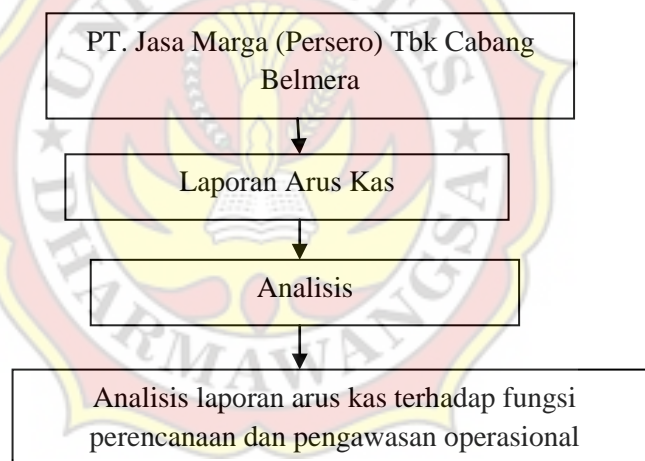 PT. Jasa Marga (Persero) Tbk Cabang
Belmera
Laporan Arus Kas
Analisis
Analisis laporan arus kas terhadap fungsi
perencanaan dan pengawasan operasional
DHARMAWANGSA